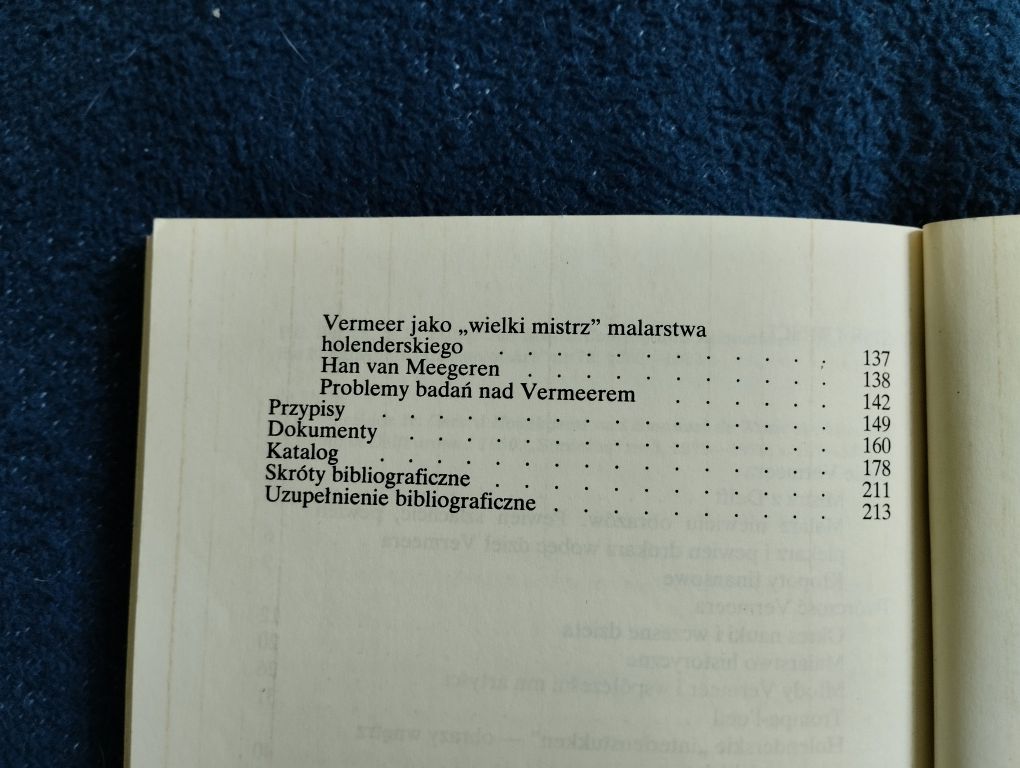 Vermeer jako „wielki mistrz” malarstwa
holenderskiego . . . . . . . . . . . . 137
Han van Meegeren . . . . . . . . . . . 138
Problemy badań nad Vermeerem . . . . . . 142
Przypisy . . . . . . . . . . . . . . . . 149
Dokumenty . . . . . . . . . . . . . . . 160
Katalog . . . . . . . . . . . . . . . . 178
Skróty bibliograficzne . . . . . . . . . 211
Uzupełnienie bibliograficzne . . . . . . . 213